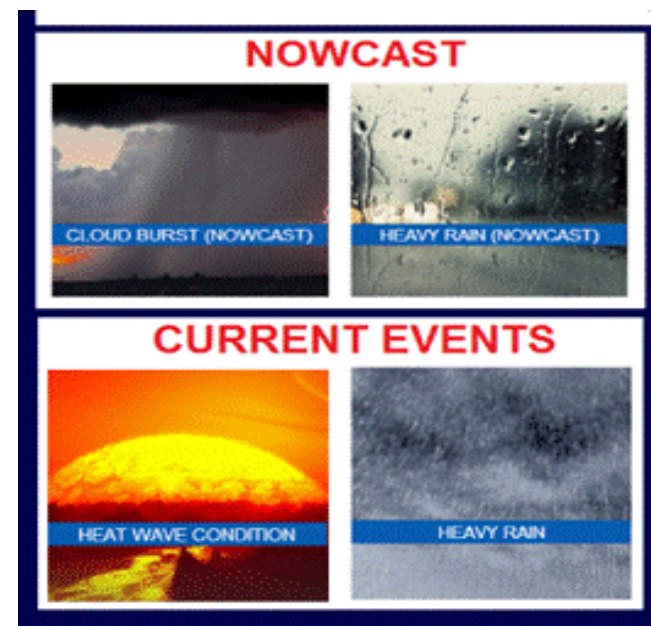 NOWCAST
CLOUD BURST (NOWCAST)
HEAVY RAIN (NOWCAST)
CURRENT EVENTS
HEAT WAVE CONDITION
HEAVY RAIN